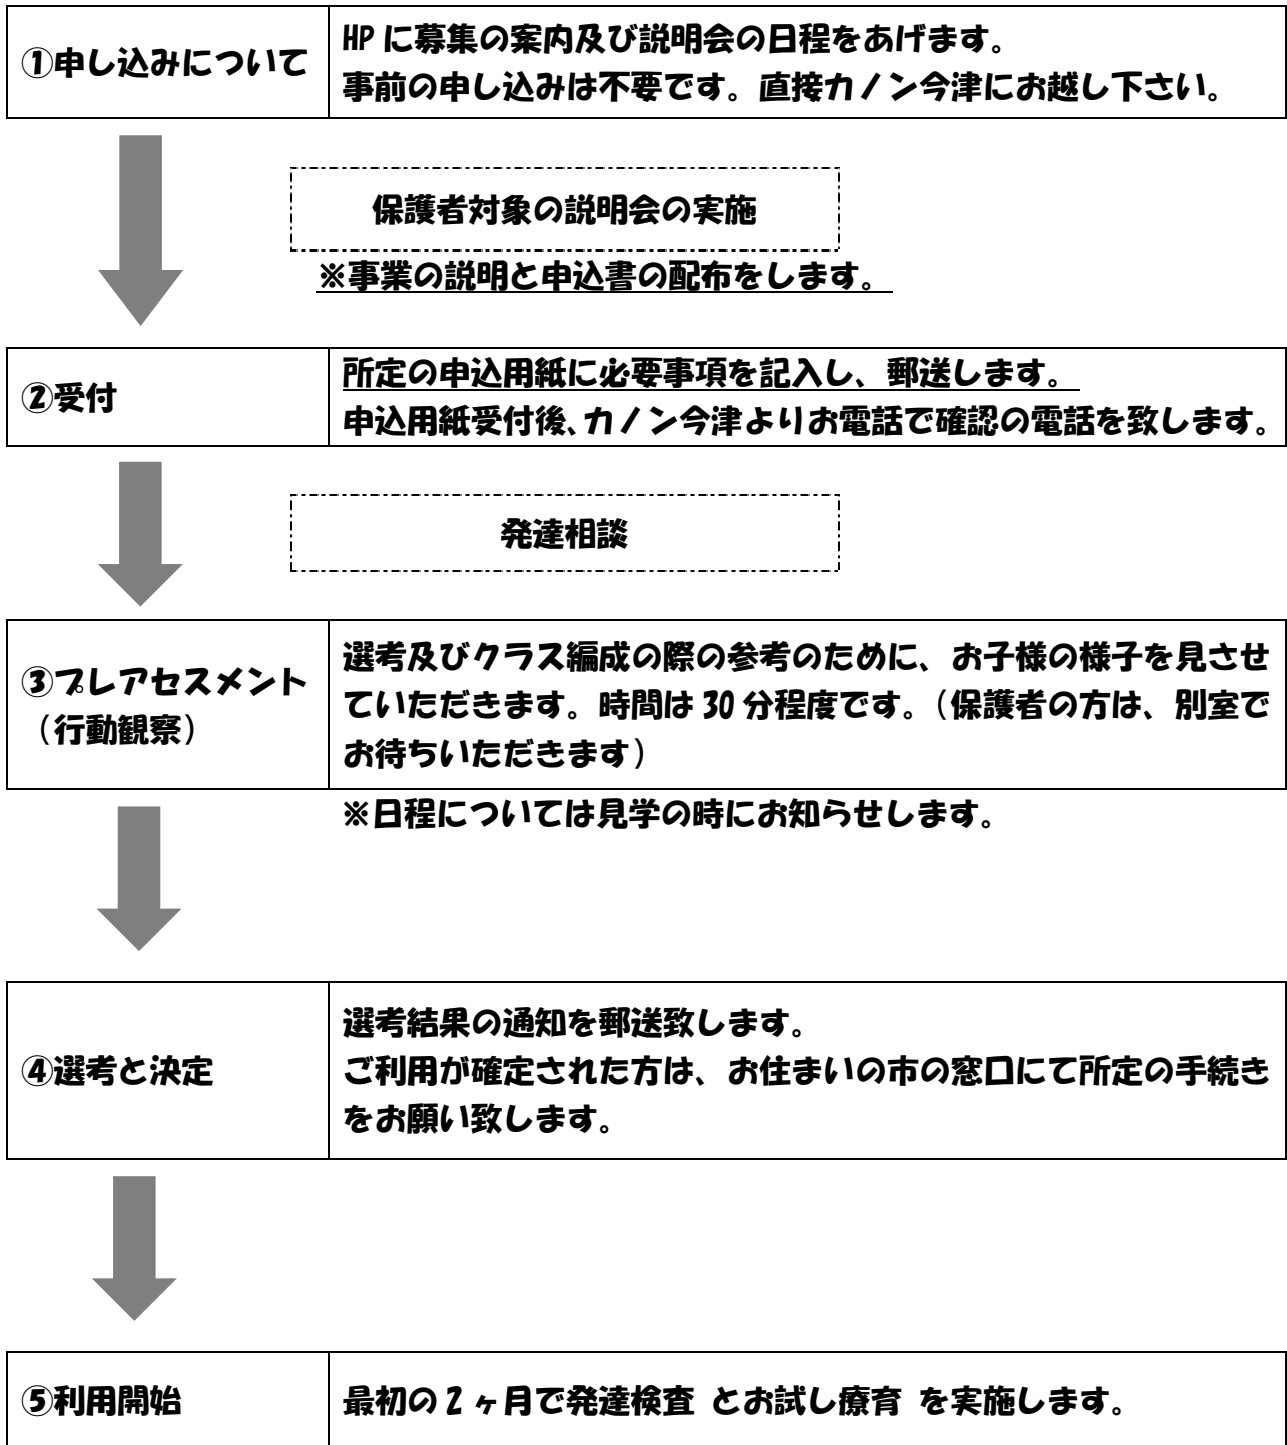 ①申し込みについて
HPに募集の案内及び説明会の日程をあげます。
事前の申し込みは不要です。直接カノン今津にお越し下さい。
保護者対象の説明会の実施
※事業の説明と申込書の配布をします。
②受付
所定の申込用紙に必要事項を記入し、郵送します。
申込用紙受付後、カノン今津よりお電話で確認の電話を致します。
発達相談
③プレアセスメント
（行動観察）
選考及びクラス編成の際の参考のために、お子様の様子を見させ
ていただきます。時間は30分程度です。（保護者の方は、別室で
お待ちいただきます）
※日程については見学の時にお知らせします。
④選考と決定
選考結果の通知を郵送致します。
ご利用が確定された方は、お住まいの市の窓口にて所定の手続き
をお願い致します。
⑤利用開始
最初の2ヶ月で発達検査 とお試し療育 を実施します。